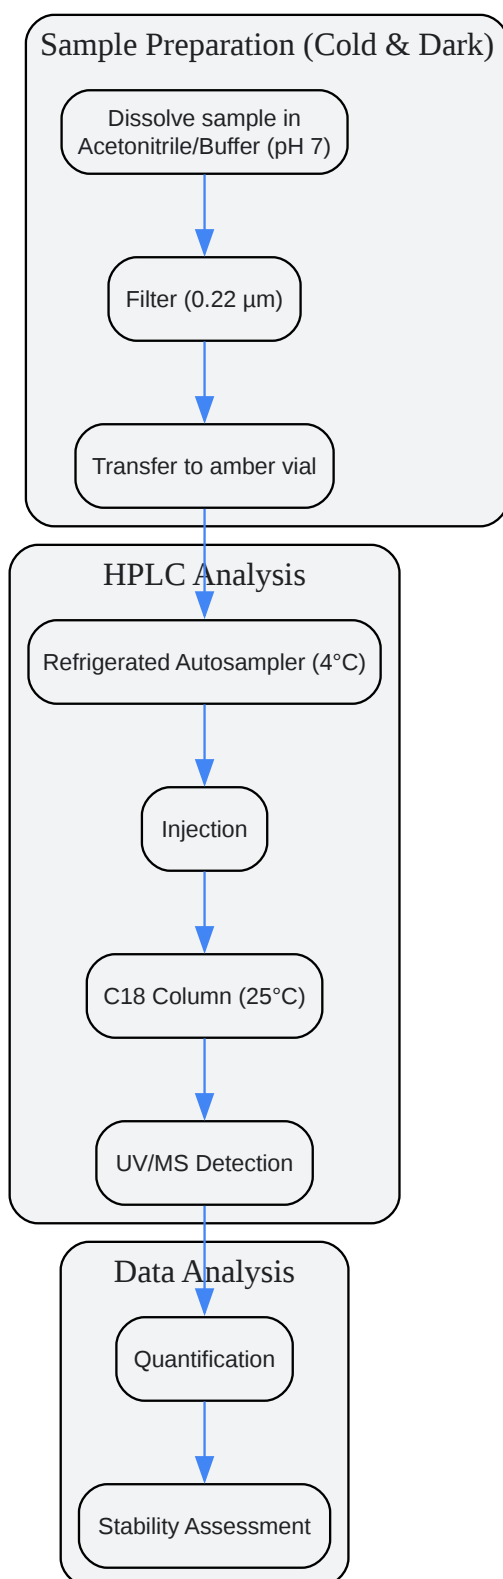 Sample Preparation (Cold & Dark)
Dissolve sample in
Acetonitrile/Buffer (pH 7)
Filter (0.22 µm)
Transfer to amber vial
HPLC Analysis
Refrigerated Autosampler (4°C)
Injection
C18 Column (25°C)
UV/MS Detection
Data Analysis
Quantification
Stability Assessment